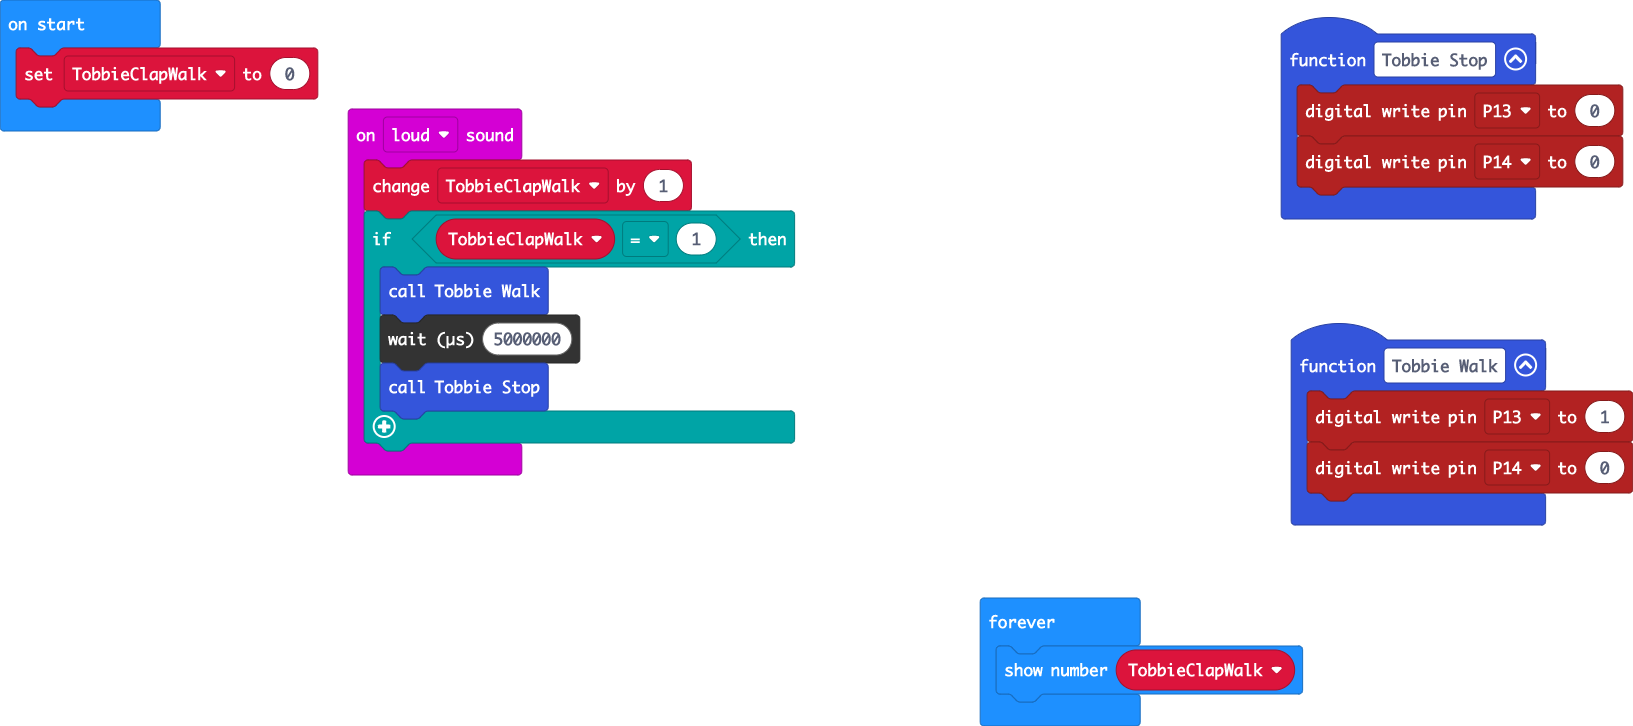 on start
set TobbieClapWalk to 0
on loud sound
change TobbieClapWalk by 1
if TobbieClapWalk = 1 then
call Tobbie Walk
wait (µs) 5000000
call Tobbie Stop
function Tobbie Stop
digital write pin P13 to 0
digital write pin P14 to 0
function Tobbie Walk
digital write pin P13 to 1
digital write pin P14 to 0
forever
show number TobbieClapWalk